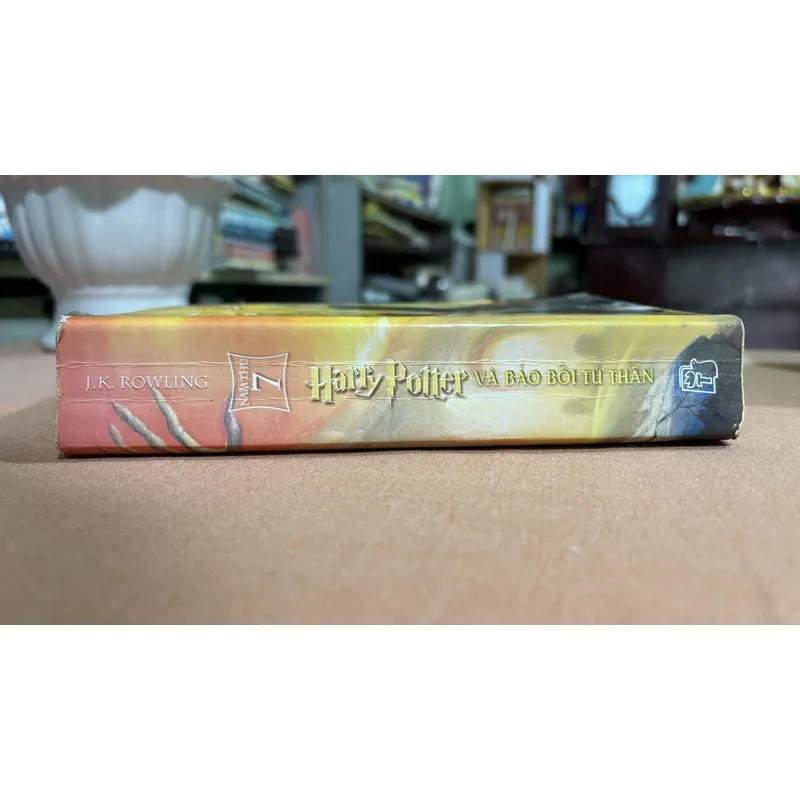 J.K. ROWLING
NĂM THỨ
7
Harry Potter
VÀ BẢO BỐI TỬ THẦN